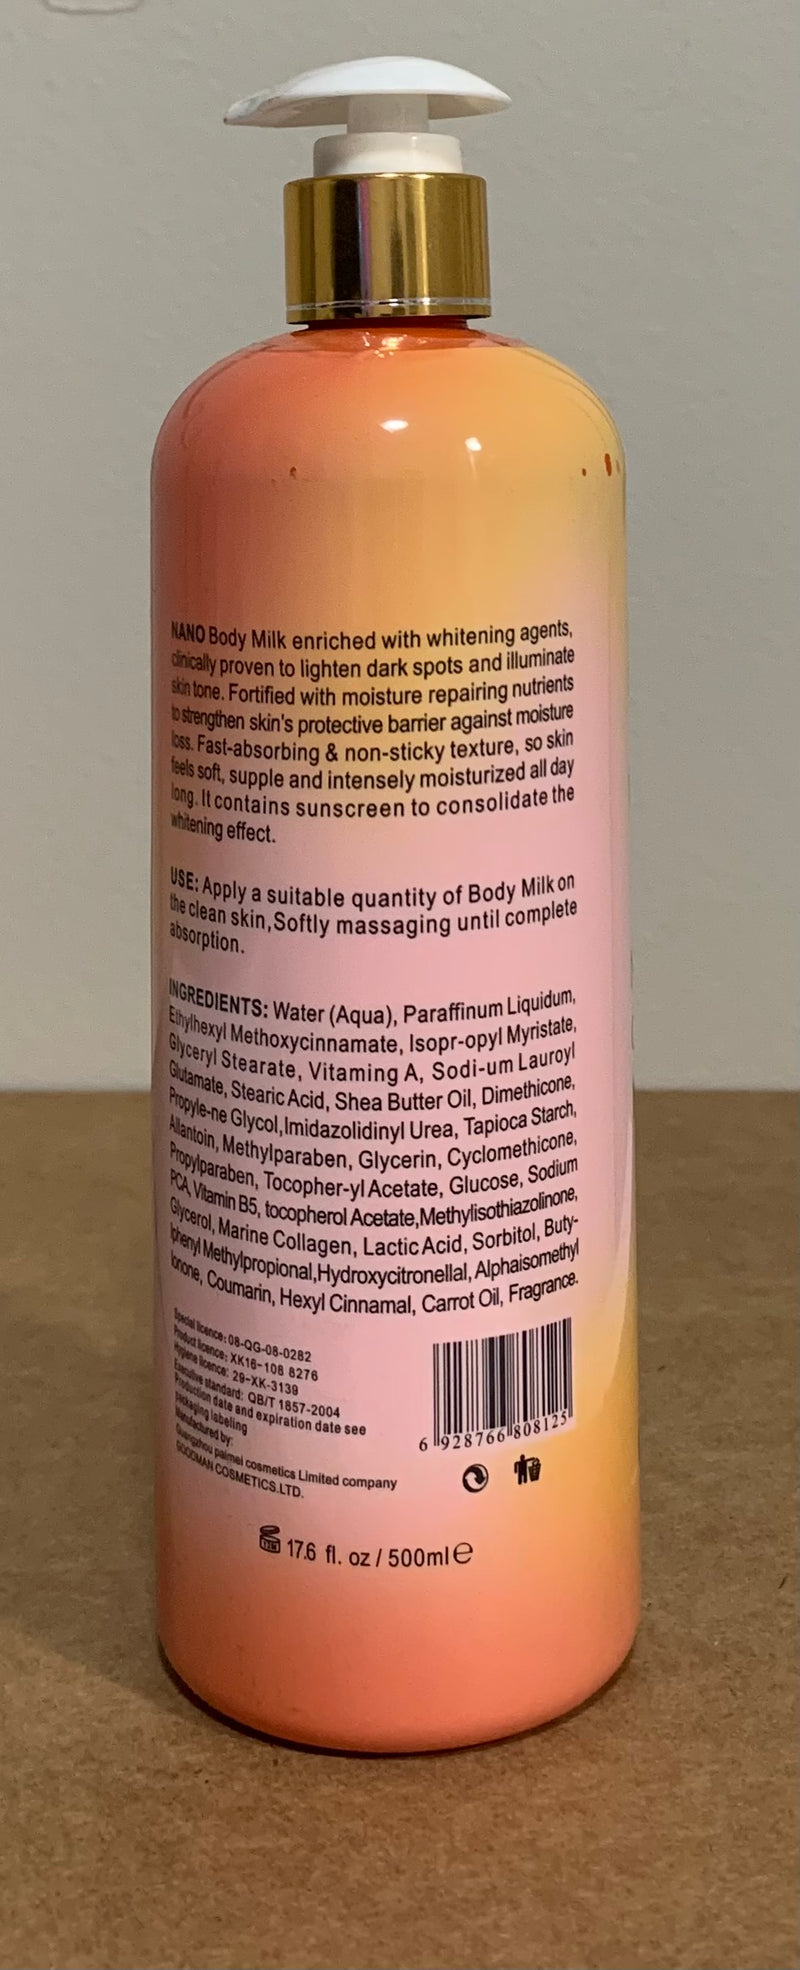 NANO Body Milk enriched with whitening agents,
clinically proven to lighten dark spots and illuminate
skin tone. Fortified with moisture repairing nutrients
to strengthen skin's protective barrier against moisture
loss. Fast-absorbing & non-sticky texture, so skin
feels soft, supple and intensely moisturized all day
long. It contains sunscreen to consolidate the
whitening effect.
USE: Apply a suitable quantity of Body Milk on
the clean skin,Softly massaging until complete
absorption.
INGREDIENTS: Water (Aqua), Paraffinum Liquidum,
Ethylhexyl Methoxycinnamate, Isopr-opyl Myristate,
Glyceryl Stearate, Vitaming A, Sodi-um Lauroyl
Glutamate, Stearic Acid, Shea Butter Oil, Dimethicone,
Propyle-ne Glycol,Imidazolidinyl Urea, Tapioca Starch,
Allantoin, Methylparaben, Glycerin, Cyclomethicone,
Propylparaben, Tocopher-yl Acetate, Glucose, Sodium
PCA, Vitamin B5, tocopherol Acetate,Methylisothiazolinone,
Glycerol, Marine Collagen, Lactic Acid, Sorbitol, Buty-
lphenyl Methylpropional,Hydroxycitronellal, Alphaisomethyl
Ionone, Coumarin, Hexyl Cinnamal, Carrot Oil, Fragrance.
Special licence: 08-QG-08-0282
Product licence: XK16-108 8276
Hygiene licence: 29-XK-3139
Executive standard: QB/T 1857-2004
Production date and expiration date see
packaging labeling
Manufactured by:
Guangzhou paimei cosmetics Limited company
GOODMAN COSMETICS.LTD.
6 928766 808125
17.6 fl. oz / 500ml℮